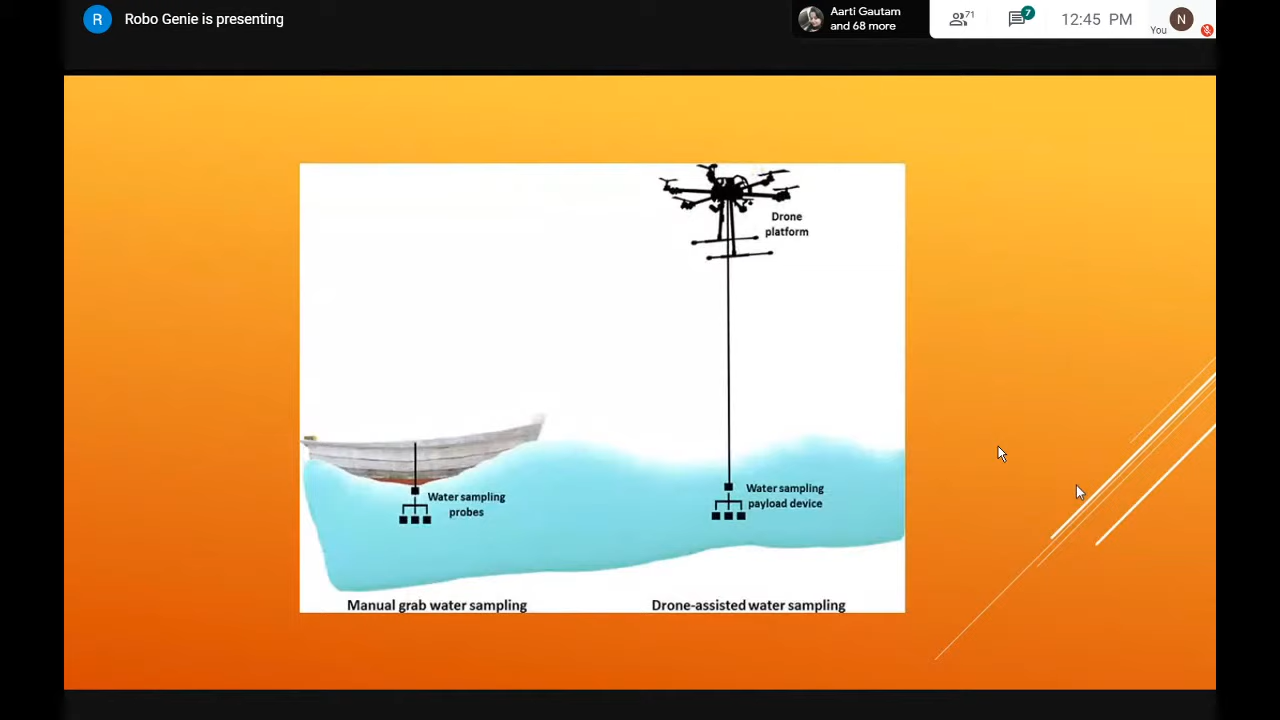 R
Robo Genie is presenting
Aarti Gautam
and 68 more
71
7
12:45 PM
You
N
Drone
platform
Water sampling
probes
Water sampling
payload device
Manual grab water sampling
Drone-assisted water sampling